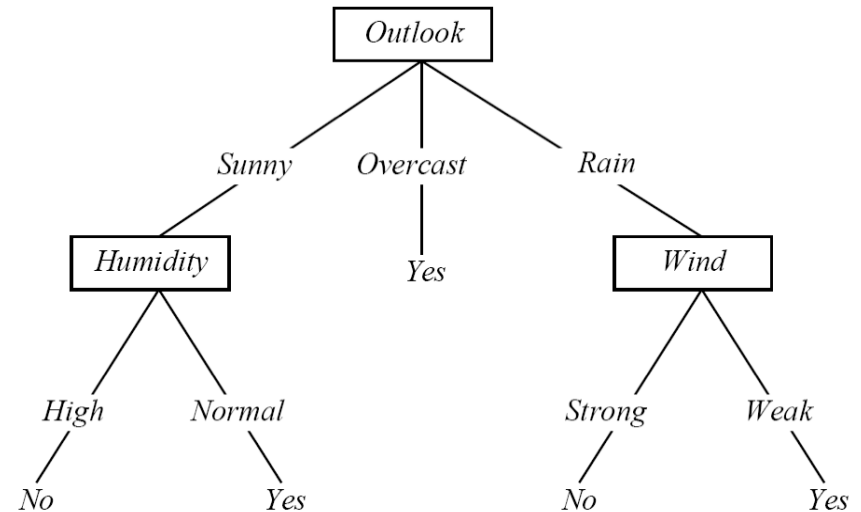 Outlook
Sunny Overcast Rain
Humidity Yes Wind
High Normal Strong Weak
No Yes No Yes